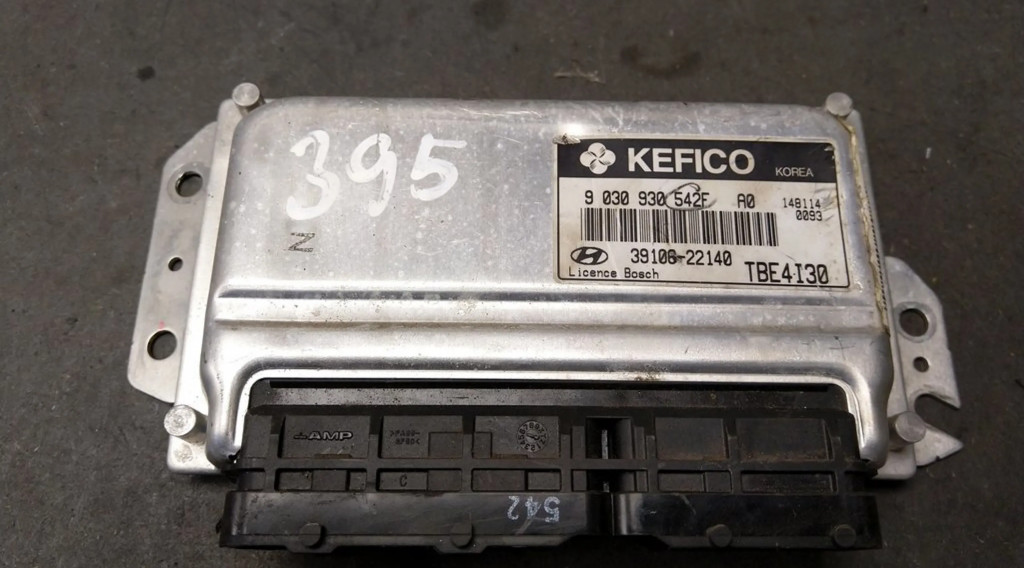 395
Z
KEFICO KOREA
9 030 930 542F A0
148114
0093
39106-22140
Licence Bosch
TBE4I30
AMP
C
542